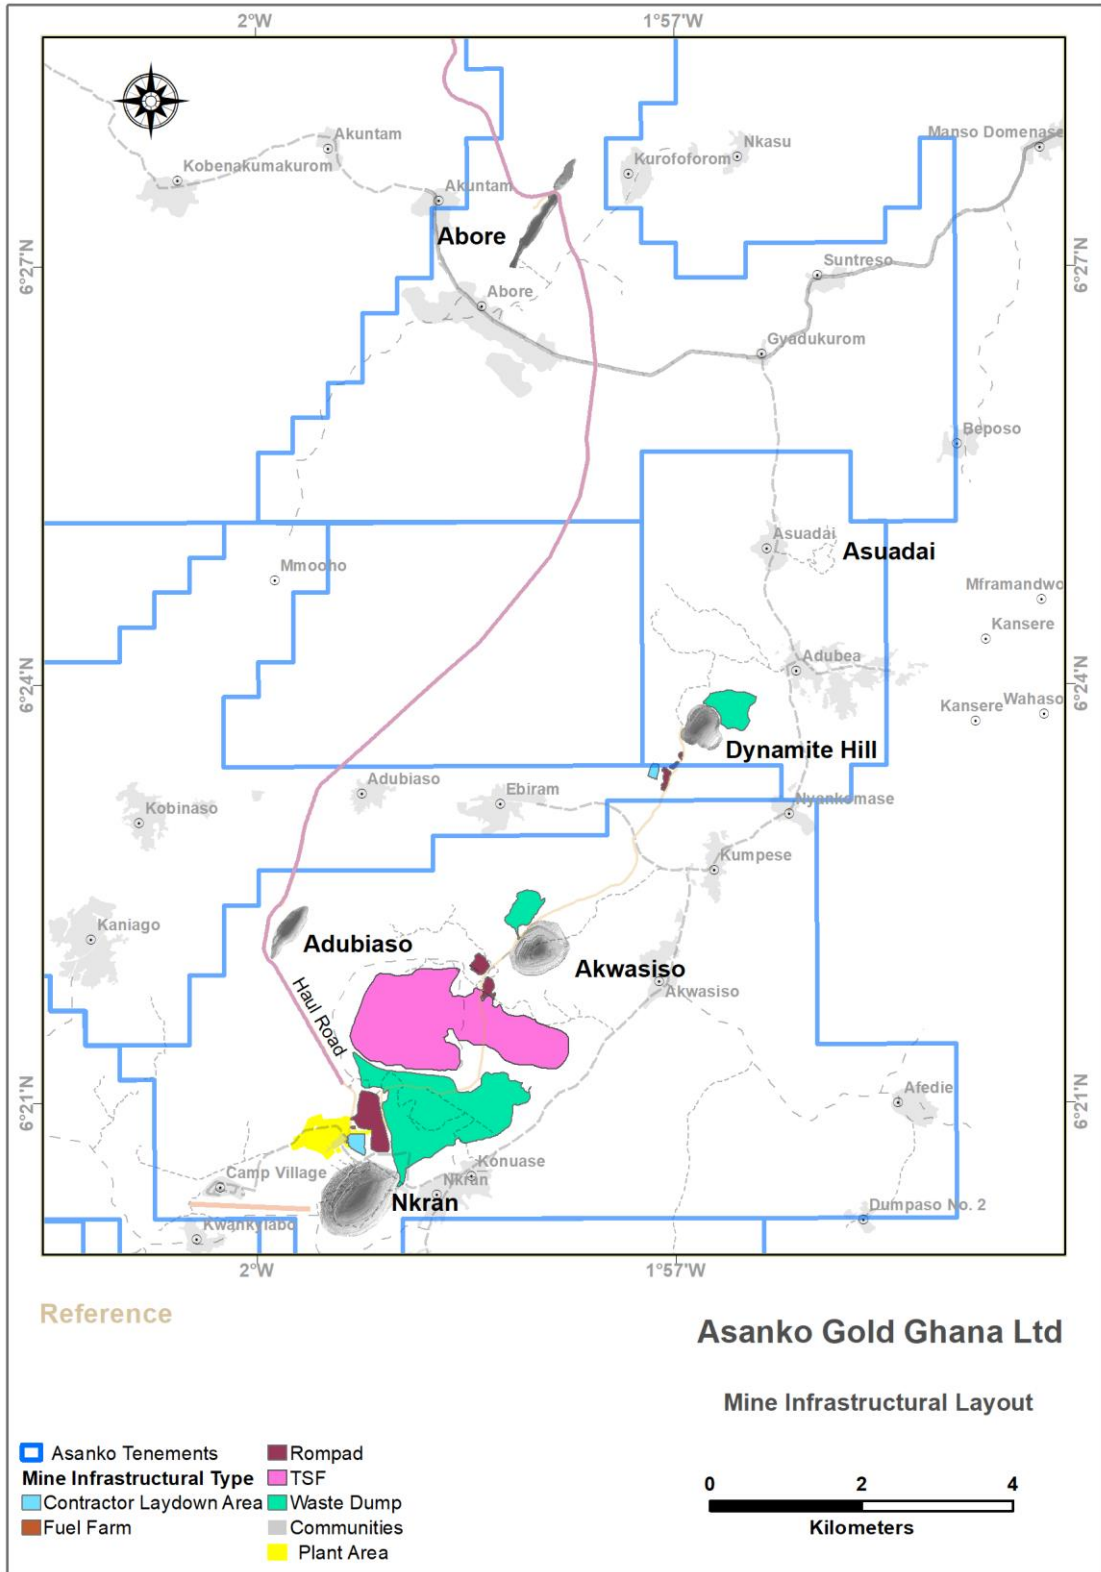 2°W 1°57'W
Akuntam
Nkasu
Manso Domenase
Kobenakumakurom
Kurofoforom
Akuntam
Abore
6°27'N
6°27'N
Suntreso
Abore
Gyadukurom
Beposo
Asuadai
Asuadai
Mmooho
Mframandwo
Kansere
Adubea
6°24'N
6°24'N
Kansere
Wahaso
Dynamite Hill
Adubiaso
Ebiram
Kobinaso
Nyankomase
Kumpese
Kaniago
Adubiaso
Akwasiso
Akwasiso
Haul Road
6°21'N
6°21'N
Afedie
Konuase
Camp Village
Nkran
Nkran
Dumpaso No. 2
Kwankyiabo
2°W 1°57'W
Reference
Asanko Gold Ghana Ltd
Mine Infrastructural Layout
Asanko Tenements
Mine Infrastructural Type
Contractor Laydown Area
Fuel Farm
Rompad
TSF
Waste Dump
Communities
Plant Area
0 2 4
Kilometers